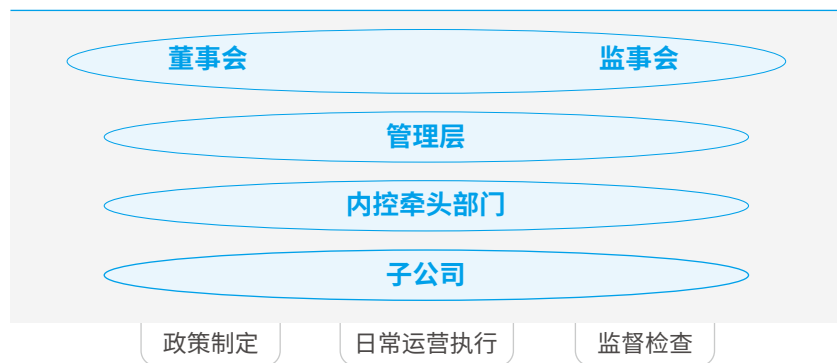 董事会 监事会
管理层
内控牵头部门
子公司
政策制定 日常运营执行 监督检查